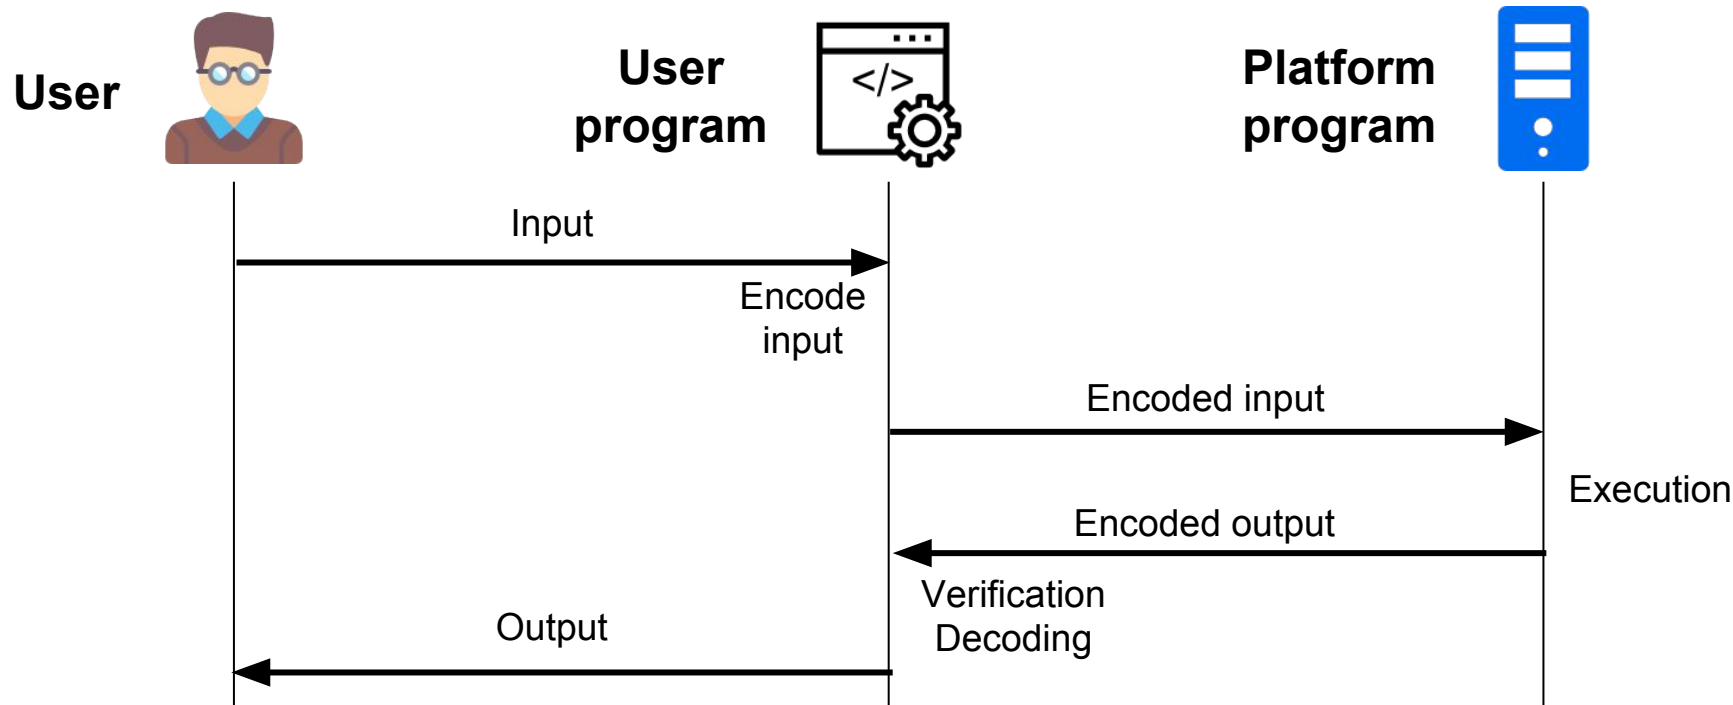 User
User
program
</>
Platform
program
Input
Encode
input
Encoded input
Execution
Encoded output
Verification
Decoding
Output